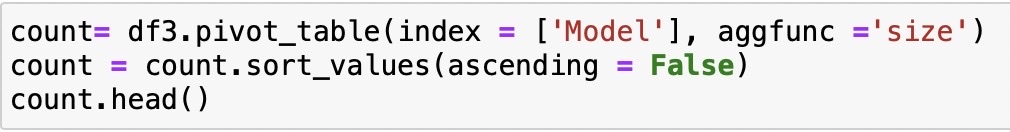 count= df3.pivot_table(index = ['Model'], aggfunc ='size')
count = count.sort_values(ascending = False)
count.head()